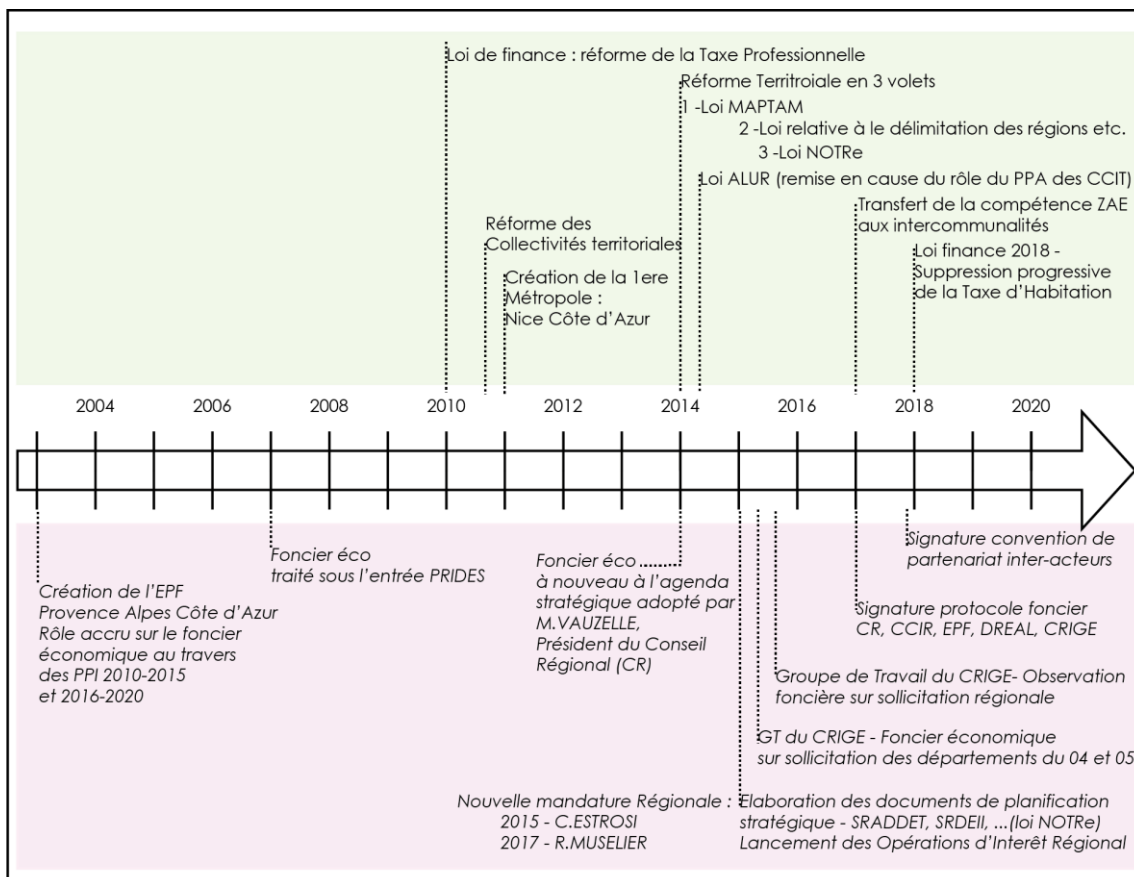 Loi de finance : réforme de la Taxe Professionnelle
Réforme Territroiale en 3 volets
1 -Loi MAPTAM
2 -Loi relative à le délimitation des régions etc.
3 -Loi NOTRe
Loi ALUR (remise en cause du rôle du PPA des CCIT)
Transfert de la compétence ZAE
aux intercommunalités
Réforme des
Collectivités territoriales
Loi finance 2018 -
Suppression progressive
de la Taxe d'Habitation
Création de la 1ere
Métropole :
Nice Côte d'Azur
2004 2006 2008 2010 2012 2014 2016 2018 2020
Création de l'EPF
Provence Alpes Côte d'Azur
Rôle accru sur le foncier
économique au travers
des PPI 2010-2015
et 2016-2020
Foncier éco
traité sous l'entrée PRIDES
Foncier éco ..........
à nouveau à l'agenda
stratégique adopté par
M.VAUZELLE,
Président du Conseil
Régional (CR)
Signature convention de
partenariat inter-acteurs
Signature protocole foncier
CR, CCIR, EPF, DREAL, CRIGE
Groupe de Travail du CRIGE- Observation
foncière sur sollicitation régionale
GT du CRIGE - Foncier économique
sur sollicitation des départements du 04 et 05
Nouvelle mandature Régionale :
2015 - C.ESTROSI
2017 - R.MUSELIER
Elaboration des documents de planification
stratégique - SRADDET, SRDEII, ...(loi NOTRe)
Lancement des Opérations d'Interêt Régional